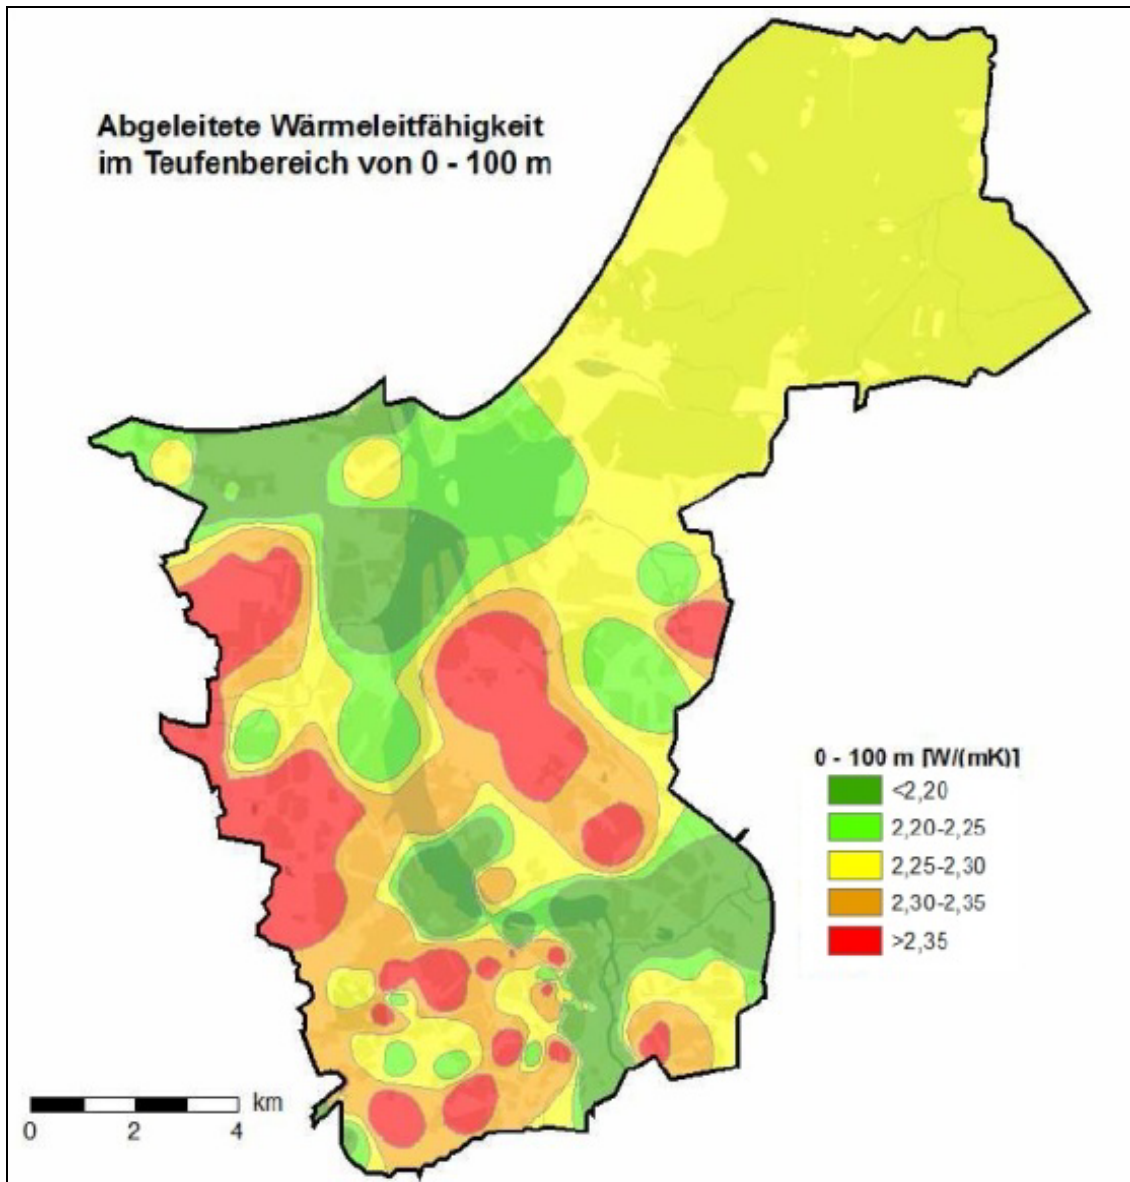 Abgeleitete Wärmeleitfähigkeit
im Teufenbereich von 0 - 100 m
0 - 100 m [W/(mK)]
<2,20
2,20-2,25
2,25-2,30
2,30-2,35
>2,35
km
0 2 4